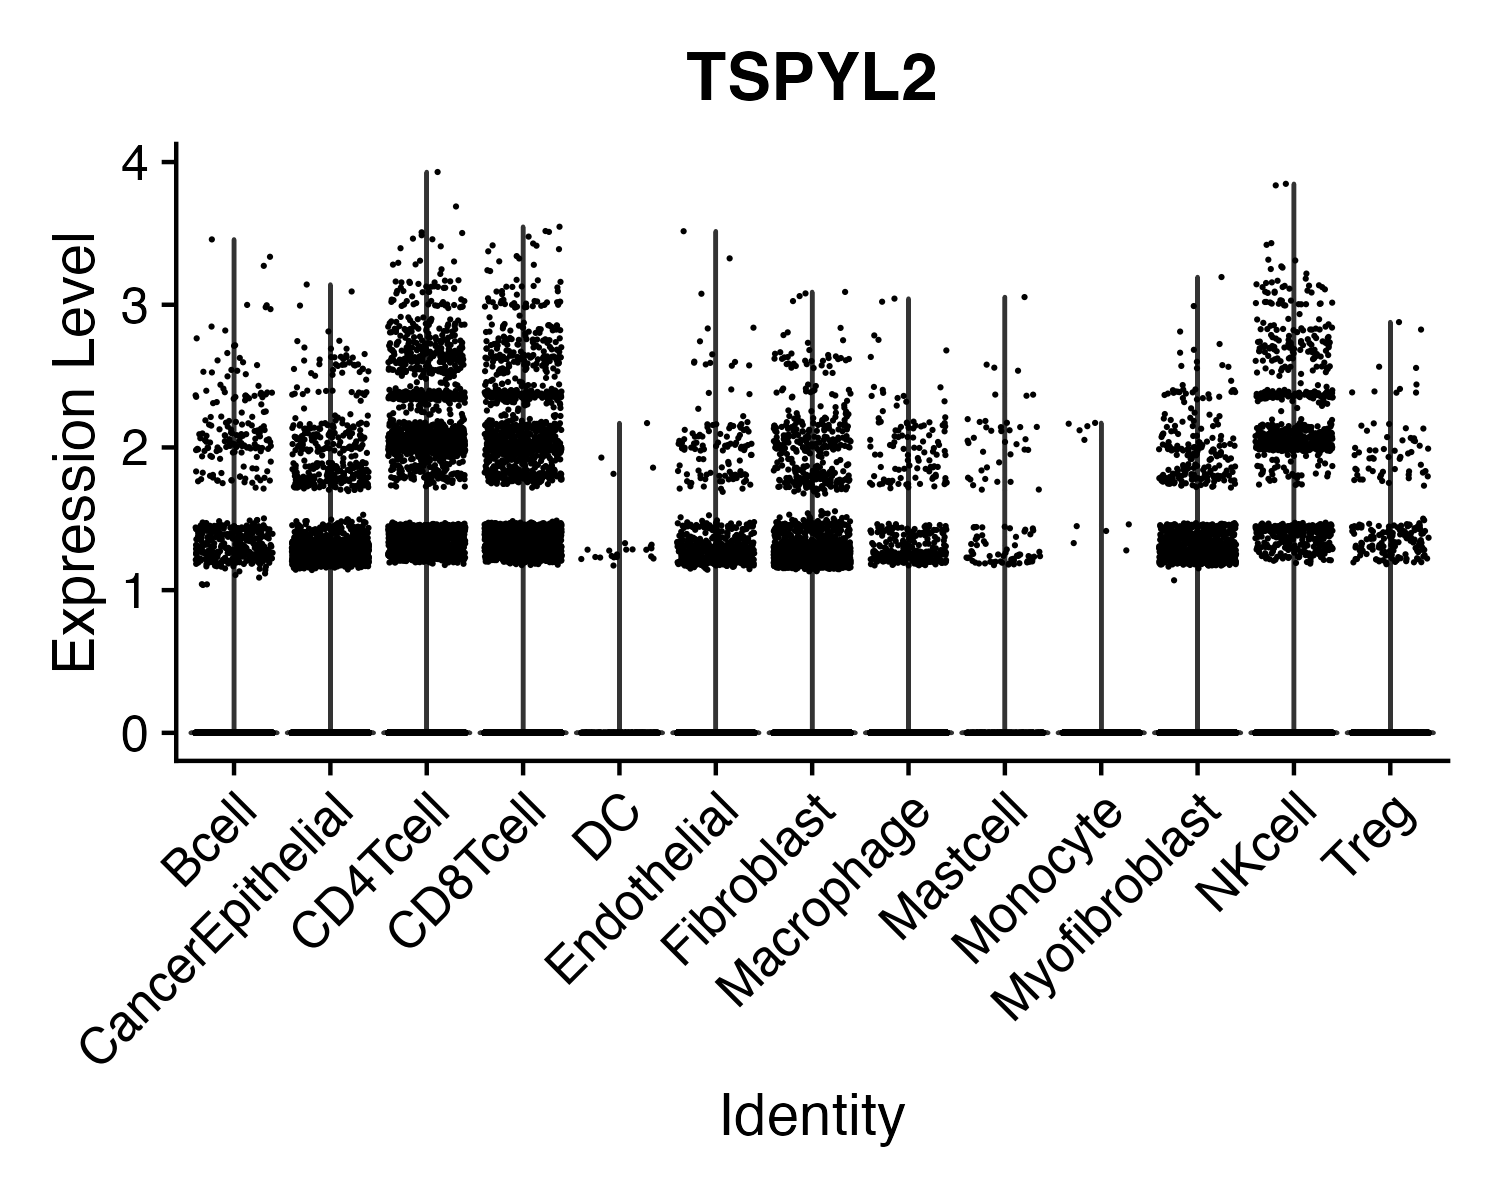 TSPYL2
Expression Level
4
3
2
1
0
Bcell
CancerEpithelial
CD4Tcell
CD8Tcell
DC
Endothelial
Fibroblast
Macrophage
Mastcell
Monocyte
Myofibroblast
NKcell
Treg
Identity